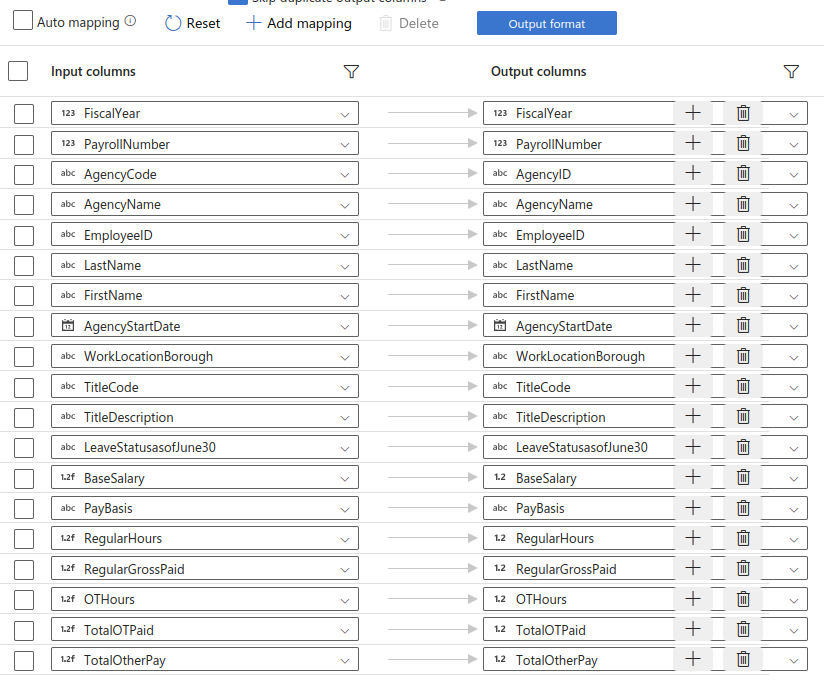 Skip duplicate output columns
Auto mapping Reset Add mapping Delete Output format
Input columns Output columns
123 FiscalYear 123 FiscalYear
123 PayrollNumber 123 PayrollNumber
abc AgencyCode abc AgencyID
abc AgencyName abc AgencyName
abc EmployeeID abc EmployeeID
abc LastName abc LastName
abc FirstName abc FirstName
12 AgencyStartDate 12 AgencyStartDate
abc WorkLocationBorough abc WorkLocationBorough
abc TitleCode abc TitleCode
abc TitleDescription abc TitleDescription
abc LeaveStatusasofJune30 abc LeaveStatusasofJune30
1.2f BaseSalary 1.2 BaseSalary
abc PayBasis abc PayBasis
1.2f RegularHours 1.2 RegularHours
1.2f RegularGrossPaid 1.2 RegularGrossPaid
1.2f OTHours 1.2 OTHours
1.2f TotalOTPaid 1.2 TotalOTPaid
1.2f TotalOtherPay 1.2 TotalOtherPay